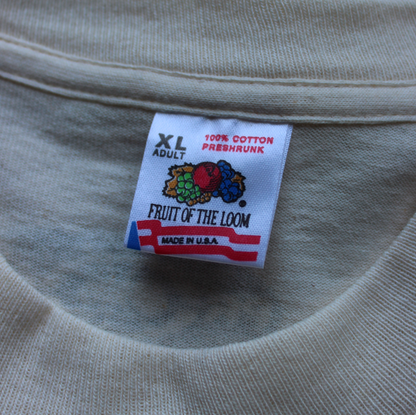 XL
ADULT
100% COTTON
PRESHRUNK
FRUIT OF THE LOOM
®
MADE IN U.S.A.